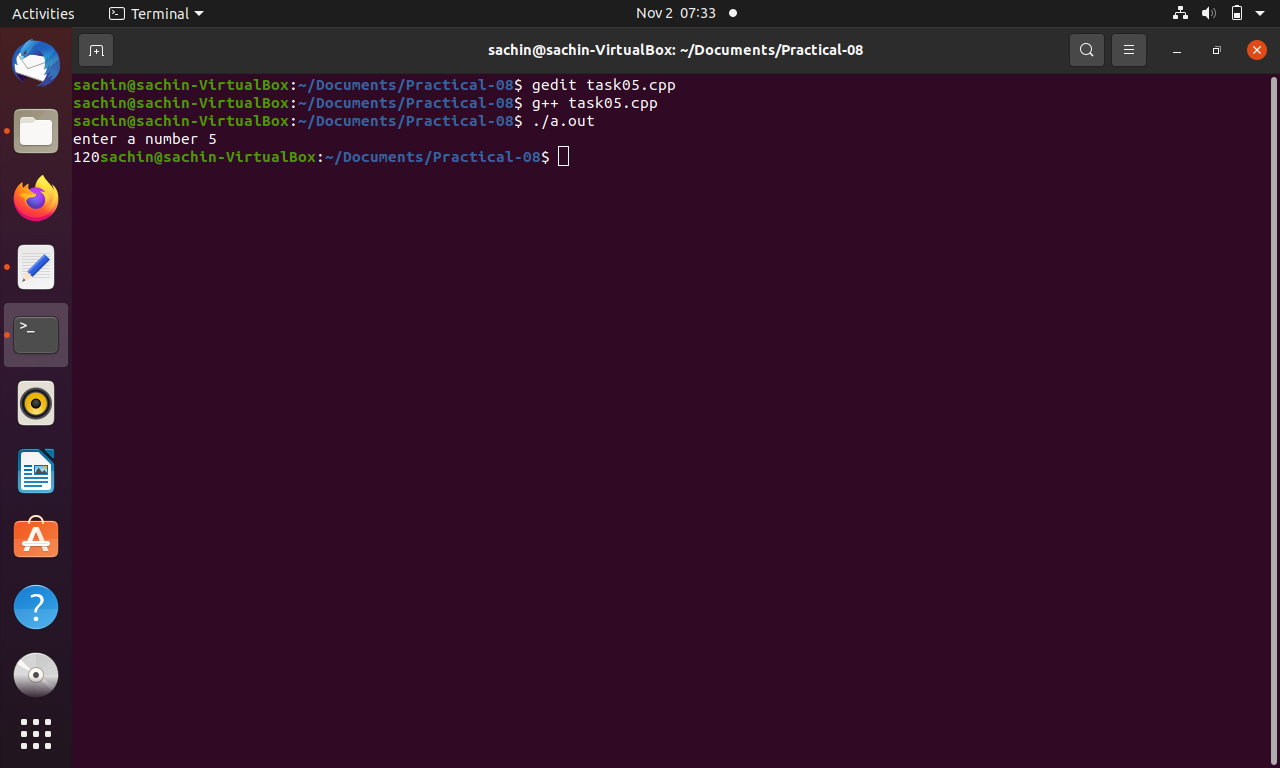 Activities Terminal Nov 2 07:33
sachin@sachin-VirtualBox: ~/Documents/Practical-08
sachin@sachin-VirtualBox:~/Documents/Practical-08$ gedit task05.cpp
sachin@sachin-VirtualBox:~/Documents/Practical-08$ g++ task05.cpp
sachin@sachin-VirtualBox:~/Documents/Practical-08$ ./a.out
enter a number 5
120sachin@sachin-VirtualBox:~/Documents/Practical-08$
>_